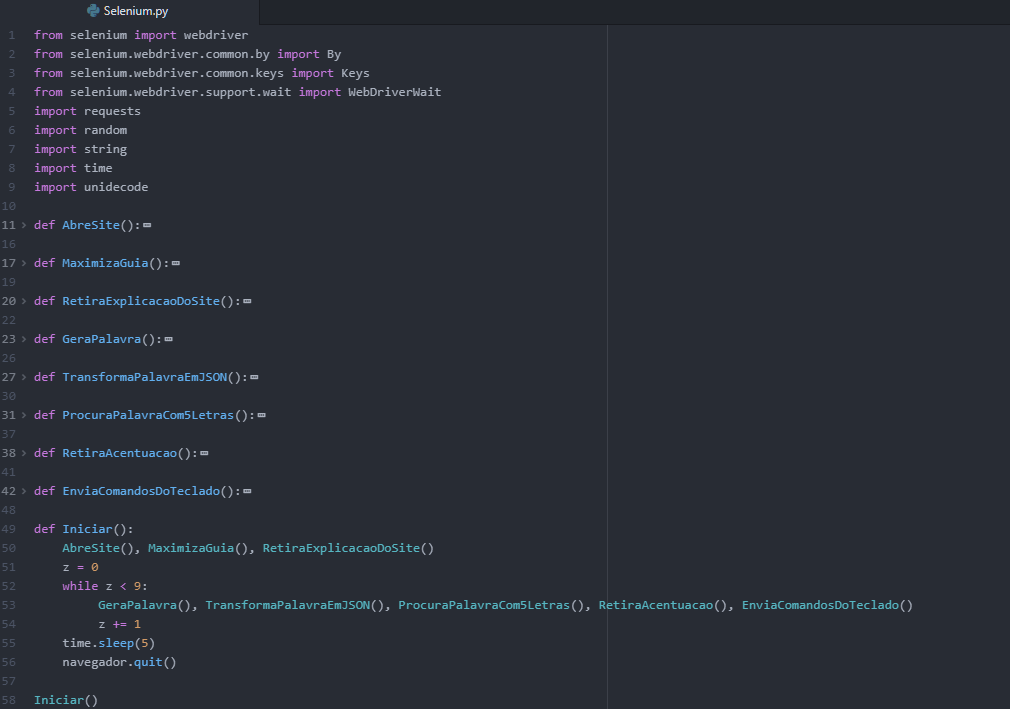 Selenium.py
1 from selenium import webdriver
2 from selenium.webdriver.common.by import By
3 from selenium.webdriver.common.keys import Keys
4 from selenium.webdriver.support.wait import WebDriverWait
5 import requests
6 import random
7 import string
8 import time
9 import unidecode
10
11 def AbreSite():
16
17 def MaximizaGuia():
19
20 def RetiraExplicacaoDoSite():
22
23 def GeraPalavra():
26
27 def TransformaPalavraEmJSON():
30
31 def ProcuraPalavraCom5Letras():
37
38 def RetiraAcentuacao():
41
42 def EnviaComandosDoTeclado():
48
49 def Iniciar():
50     AbreSite(), MaximizaGuia(), RetiraExplicacaoDoSite()
51     z = 0
52     while z < 9:
53         GeraPalavra(), TransformaPalavraEmJSON(), ProcuraPalavraCom5Letras(), RetiraAcentuacao(), EnviaComandosDoTeclado()
54         z += 1
55     time.sleep(5)
56     navegador.quit()
57
58 Iniciar()